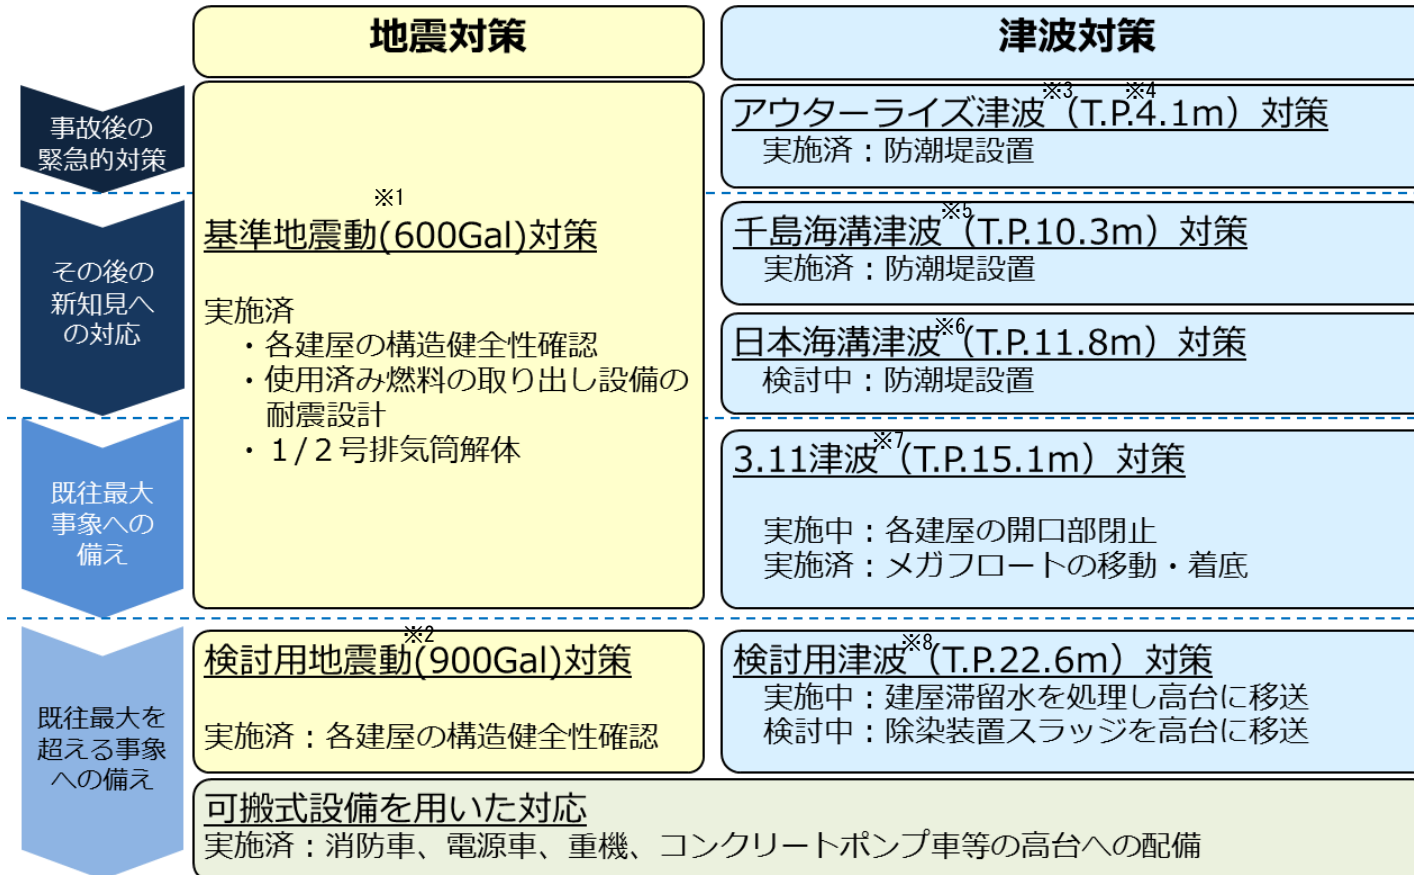 地震対策
津波対策
事故後の
緊急的対策
その後の
新知見へ
の対応
既往最大
事象への
備え
既往最大を
超える事象
への備え
※1
基準地震動(600Gal)対策
実施済
・各建屋の構造健全性確認
・使用済み燃料の取り出し設備の
耐震設計
・1/2号排気筒解体
アウターライズ津波※3(T.P.※4 4.1m)対策
実施済：防潮堤設置
千島海溝津波※5(T.P.10.3m)対策
実施済：防潮堤設置
日本海溝津波※6(T.P.11.8m)対策
検討中：防潮堤設置
3.11津波※7(T.P.15.1m)対策
実施中：各建屋の開口部閉止
実施済：メガフロートの移動・着底
※2
検討用地震動(900Gal)対策
実施済：各建屋の構造健全性確認
検討用津波※8(T.P.22.6m)対策
実施中：建屋滞留水を処理し高台に移送
検討中：除染装置スラッジを高台に移送
可搬式設備を用いた対応
実施済：消防車、電源車、重機、コンクリートポンプ車等の高台への配備